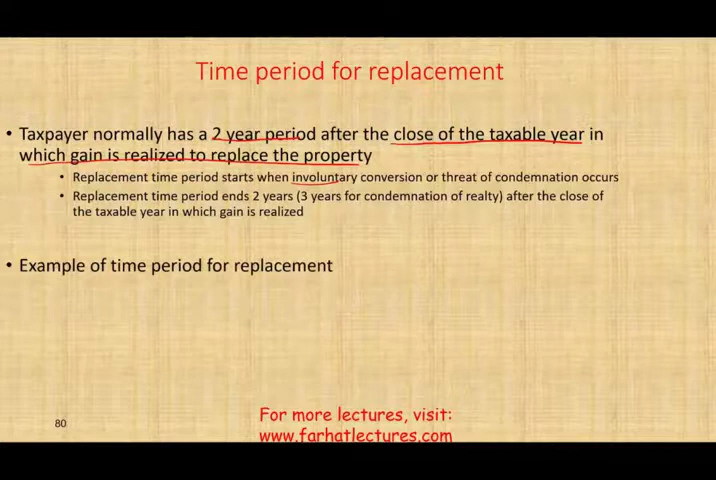 Time period for replacement
• Taxpayer normally has a 2 year period after the close of the taxable year in
which gain is realized to replace the property
• Replacement time period starts when involuntary conversion or threat of condemnation occurs
• Replacement time period ends 2 years (3 years for condemnation of realty) after the close of
the taxable year in which gain is realized
• Example of time period for replacement
For more lectures, visit:
80
www.farhatlectures.com